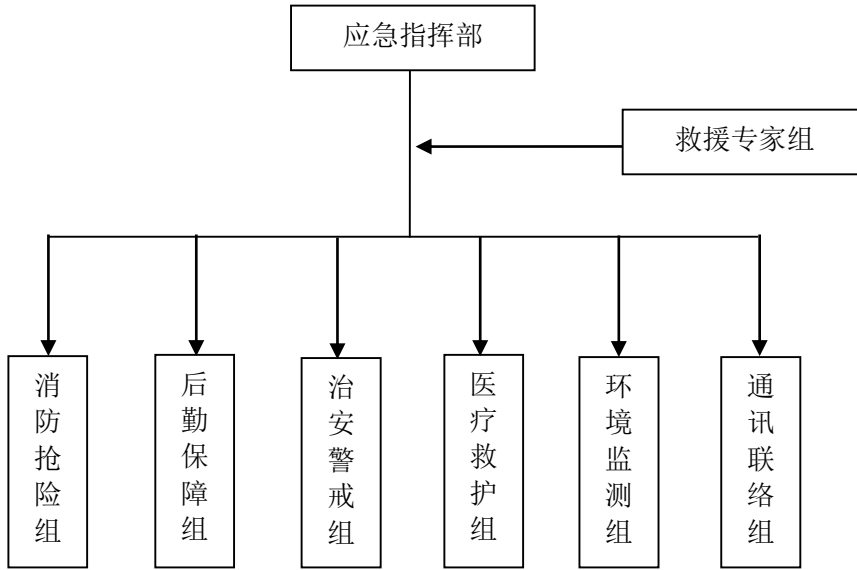 应急指挥部
救援专家组
消防抢险组
后勤保障组
治安警戒组
医疗救护组
环境监测组
通讯联络组